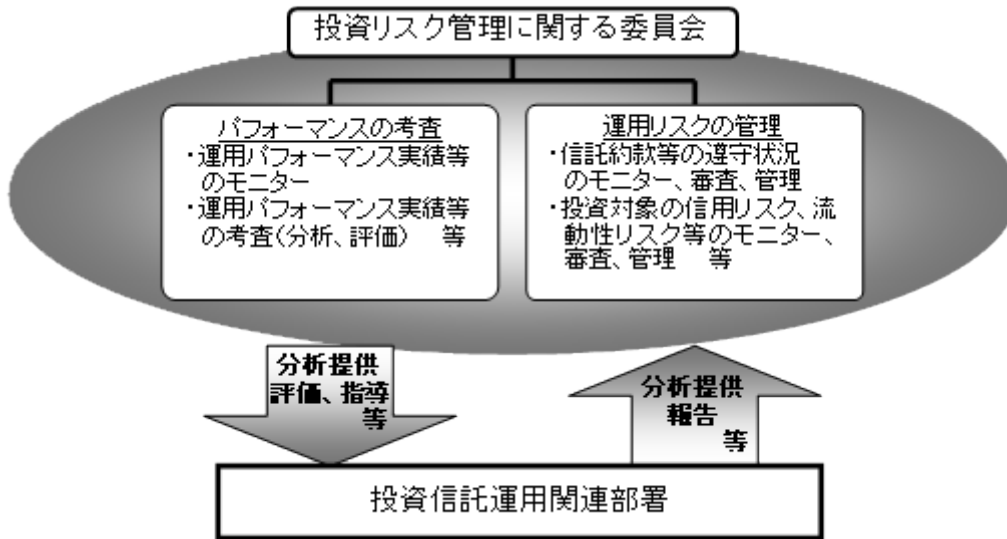 投資リスク管理に関する委員会
パフォーマンスの考査
・運用パフォーマンス実績等
のモニター
・運用パフォーマンス実績等
の考査(分析、評価)　等
運用リスクの管理
・信託約款等の遵守状況
のモニター、審査、管理
・投資対象の信用リスク、流
動性リスク等のモニター、
審査、管理　等
分析提供
評価、指導
等
分析提供
報告
等
投資信託運用関連部署